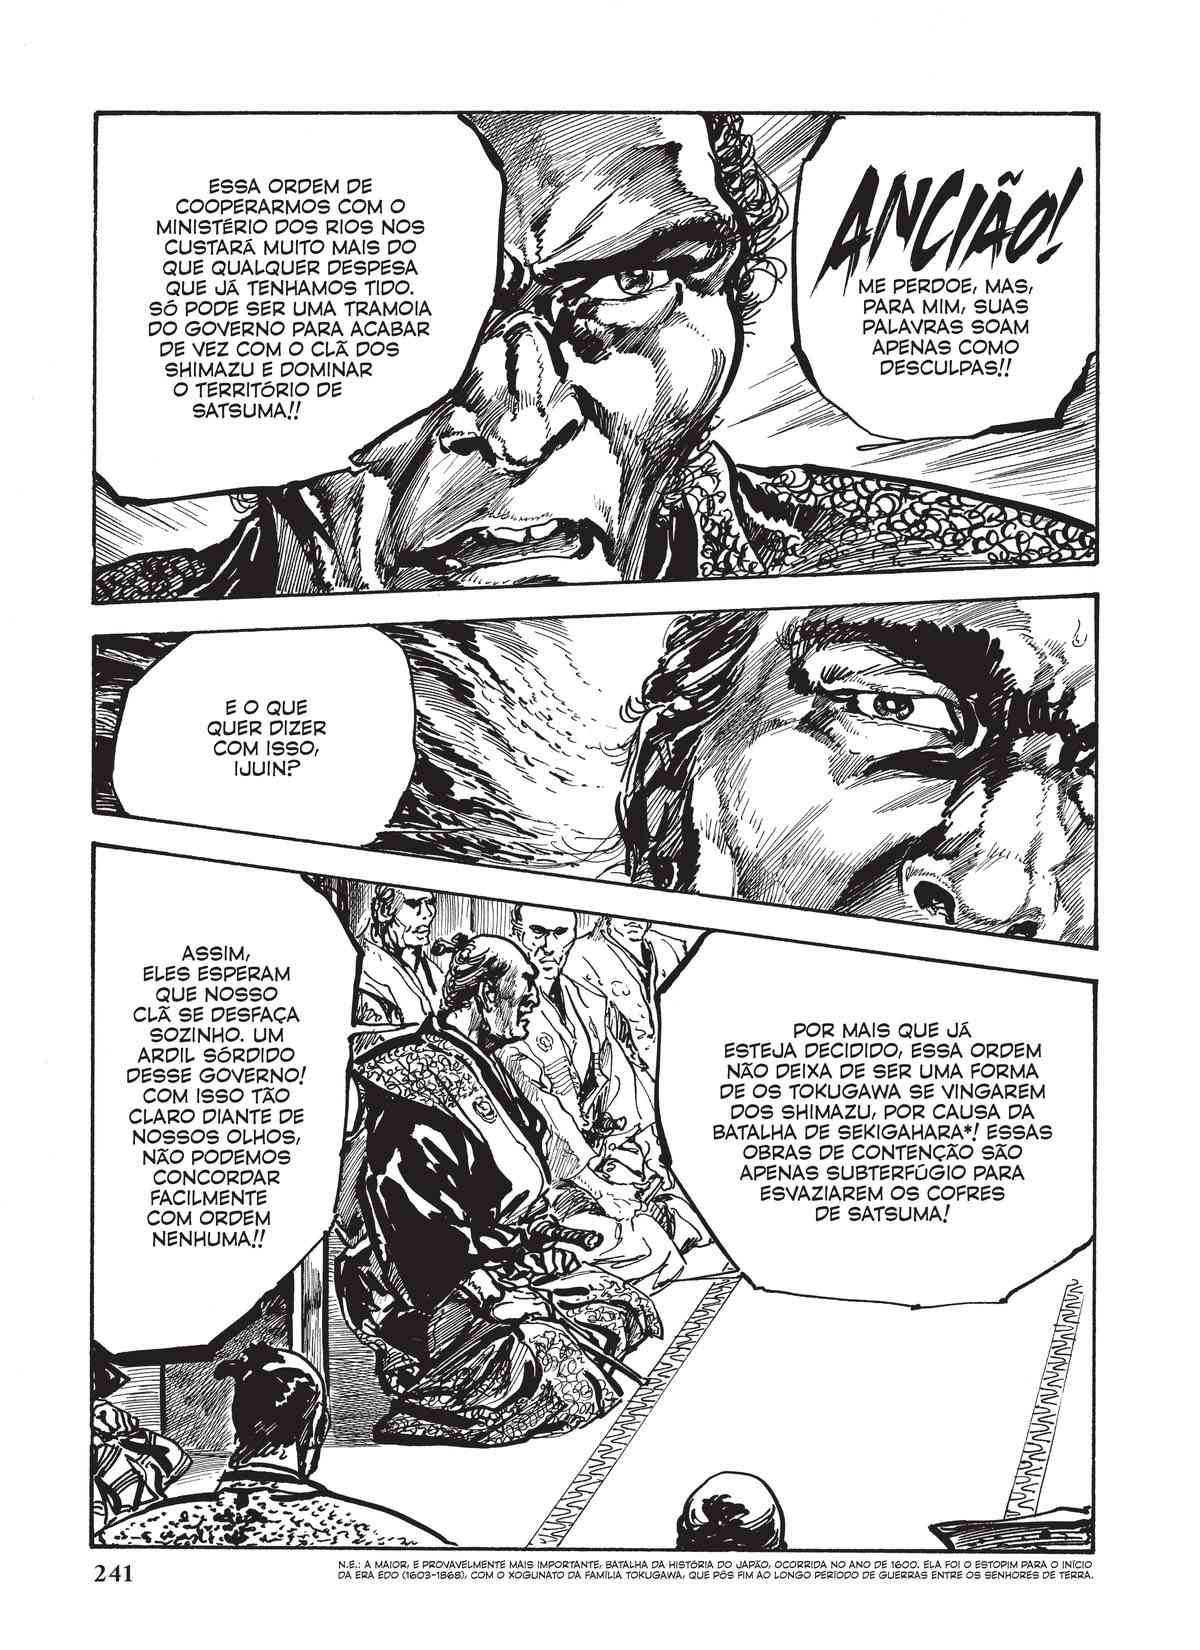 ANCIÃO!
ME PERDOE, MAS,
PARA MIM, SUAS
PALAVRAS SOAM
APENAS COMO
DESCULPAS!!
ESSA ORDEM DE
COOPERARMOS COM O
MINISTÉRIO DOS RIOS NOS
CUSTARÁ MUITO MAIS DO
QUE QUALQUER DESPESA
QUE JÁ TENHAMOS TIDO.
SÓ PODE SER UMA TRAMOIA
DO GOVERNO PARA ACABAR
DE VEZ COM O CLÃ DOS
SHIMAZU E DOMINAR
O TERRITÓRIO DE
SATSUMA!!
E O QUE
QUER DIZER
COM ISSO,
IJUIN?
POR MAIS QUE JÁ
ESTEJA DECIDIDO, ESSA ORDEM
NÃO DEIXA DE SER UMA FORMA
DE OS TOKUGAWA SE VINGAREM
DOS SHIMAZU, POR CAUSA DA
BATALHA DE SEKIGAHARA*! ESSAS
OBRAS DE CONTENÇÃO SÃO
APENAS SUBTERFÚGIO PARA
ESVAZIAREM OS COFRES
DE SATSUMA!
ASSIM,
ELES ESPERAM
QUE NOSSO
CLÃ SE DESFAÇA
SOZINHO. UM
ARDIL SÓRDIDO
DESSE GOVERNO!
COM ISSO TÃO
CLARO DIANTE DE
NOSSOS OLHOS,
NÃO PODEMOS
CONCORDAR
FACILMENTE
COM ORDEM
NENHUMA!!
241
N.E.: A MAIOR, E PROVAVELMENTE MAIS IMPORTANTE, BATALHA DA HISTÓRIA DO JAPÃO, OCORRIDA NO ANO DE 1600. ELA FOI O ESTOPIM PARA O INÍCIO
DA ERA EDO (1603-1868), COM O XOGUNATO DA FAMÍLIA TOKUGAWA, QUE PÔS FIM AO LONGO PERÍODO DE GUERRAS ENTRE OS SENHORES DE TERRA.